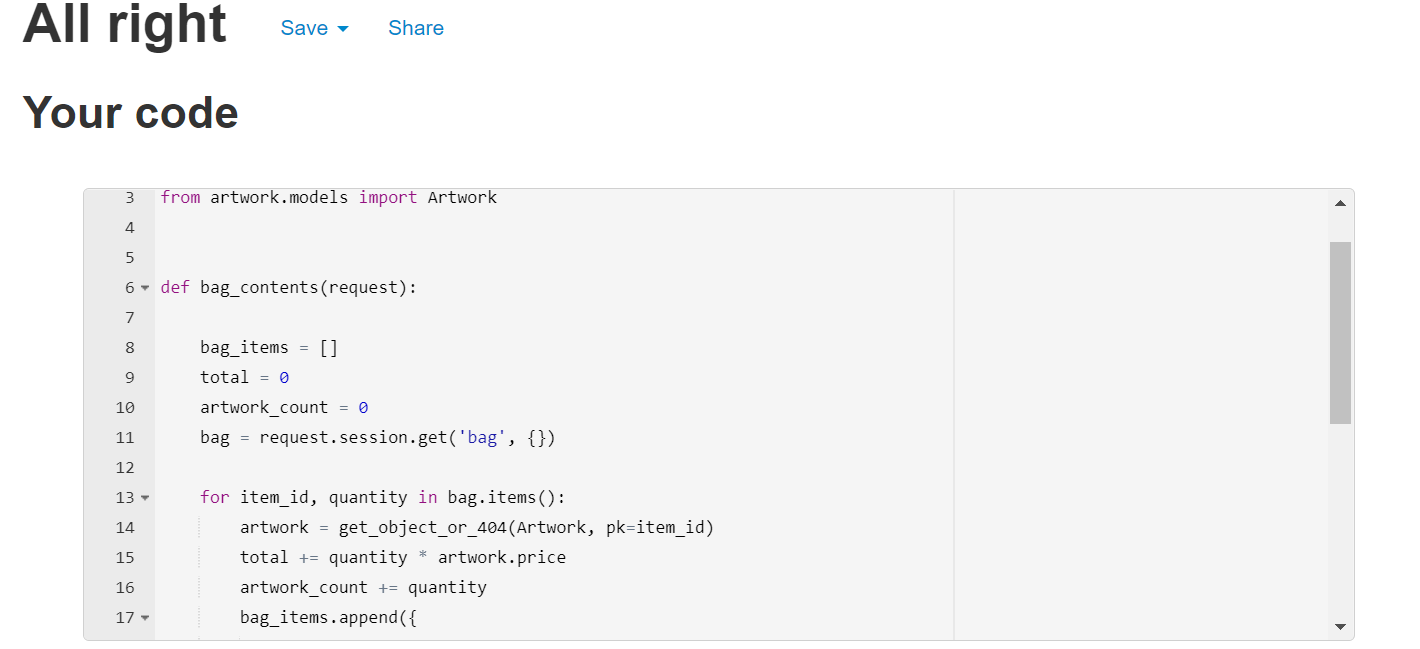 All right Save Share
Your code
3 from artwork.models import Artwork
4
5
6 def bag_contents(request):
7
8 bag_items = []
9 total = 0
10 artwork_count = 0
11 bag = request.session.get('bag', {})
12
13 for item_id, quantity in bag.items():
14 artwork = get_object_or_404(Artwork, pk=item_id)
15 total += quantity * artwork.price
16 artwork_count += quantity
17 bag_items.append({